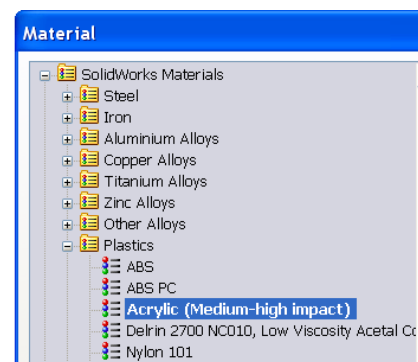 Material
SolidWorks Materials
Steel
Iron
Aluminium Alloys
Copper Alloys
Titanium Alloys
Zinc Alloys
Other Alloys
Plastics
ABS
ABS PC
Acrylic (Medium-high impact)
Delrin 2700 NC010, Low Viscosity Acetal
Nylon 101